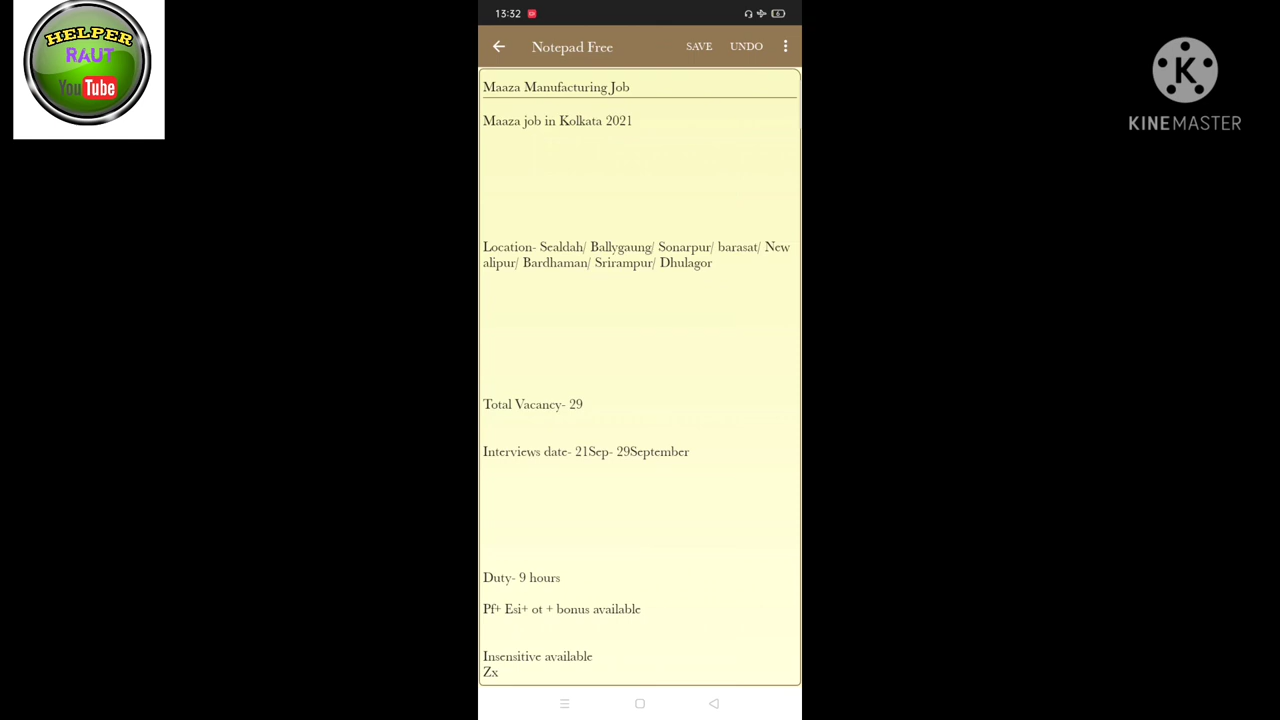 HELPER
RAUT
YouTube
13:32
Notepad Free
SAVE
UNDO
Maaza Manufacturing Job
Maaza job in Kolkata 2021
Location- Sealdah/ Ballygaung/ Sonarpur/ barasat/ New
alipur/ Bardhaman/ Srirampur/ Dhulagor
Total Vacancy- 29
Interviews date- 21Sep- 29September
Duty- 9 hours
Pf+ Esi+ ot + bonus available
Insensitive available
Zx
K
KINEMASTER